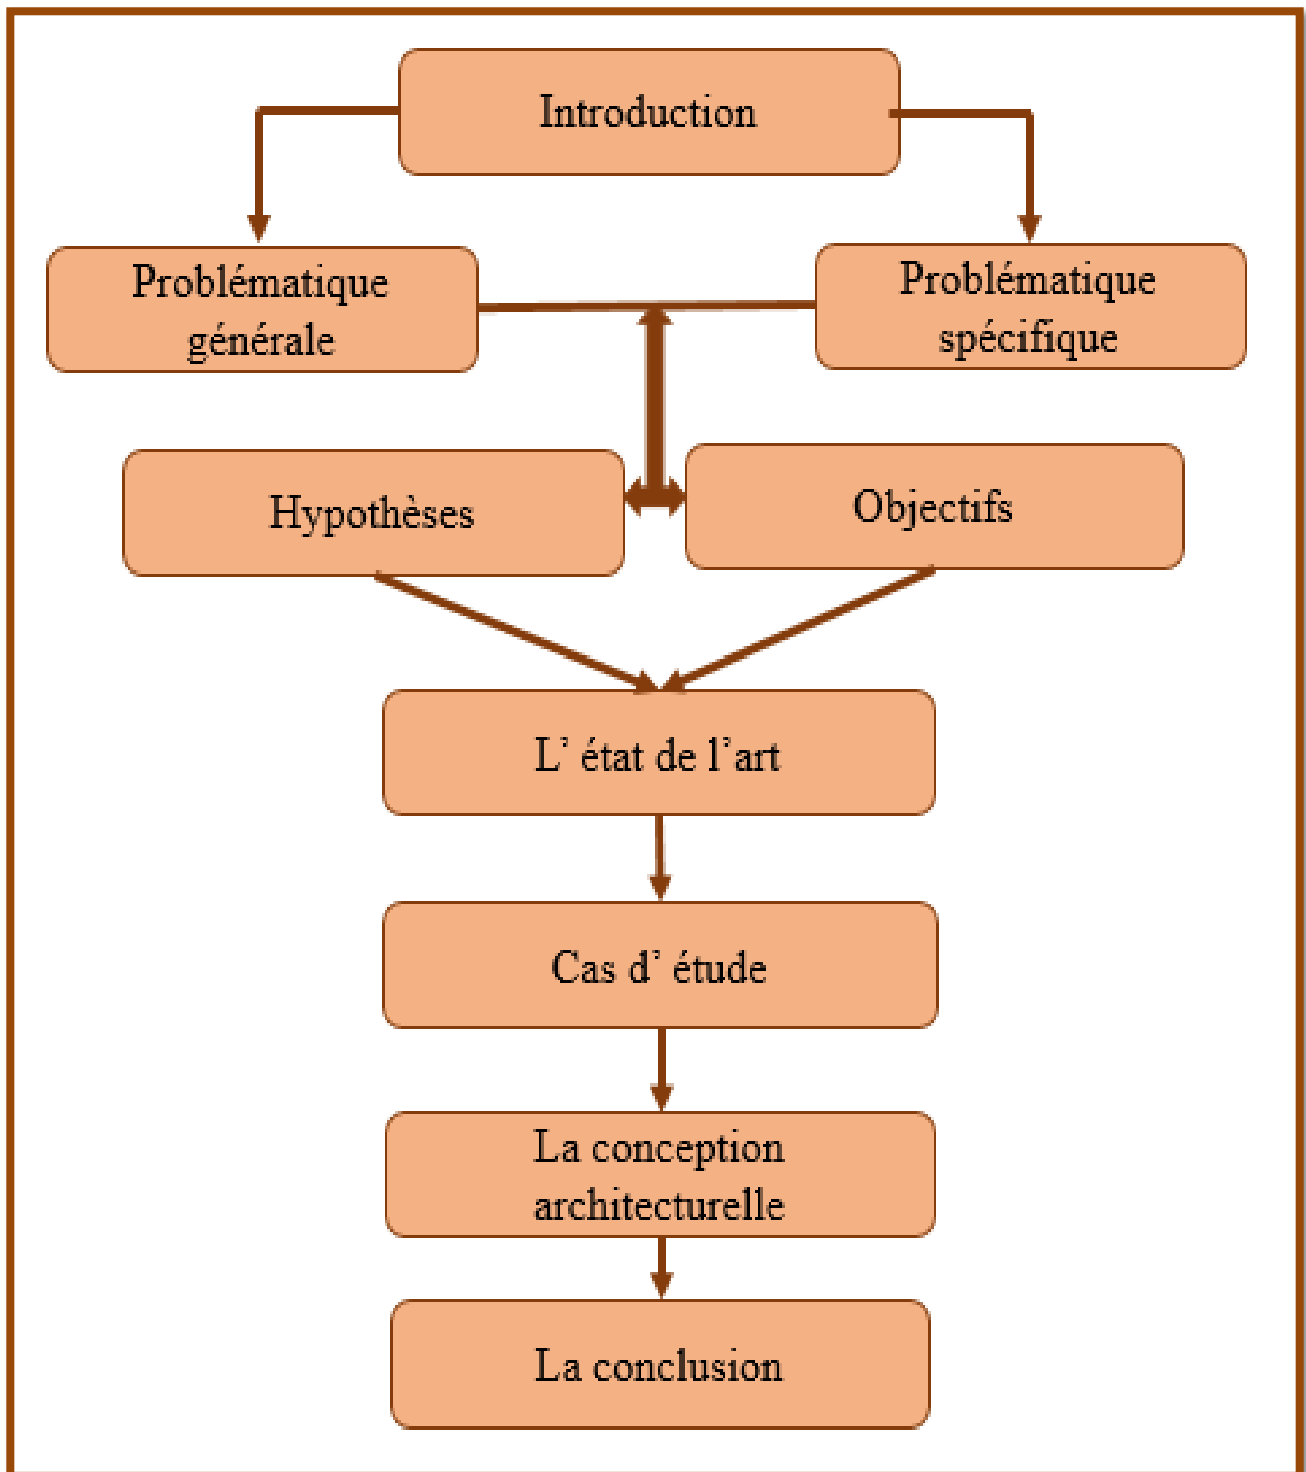 Introduction
Problématique
générale
Problématique
spécifique
Hypothèses
Objectifs
L’ état de l’art
Cas d’ étude
La conception
architecturelle
La conclusion